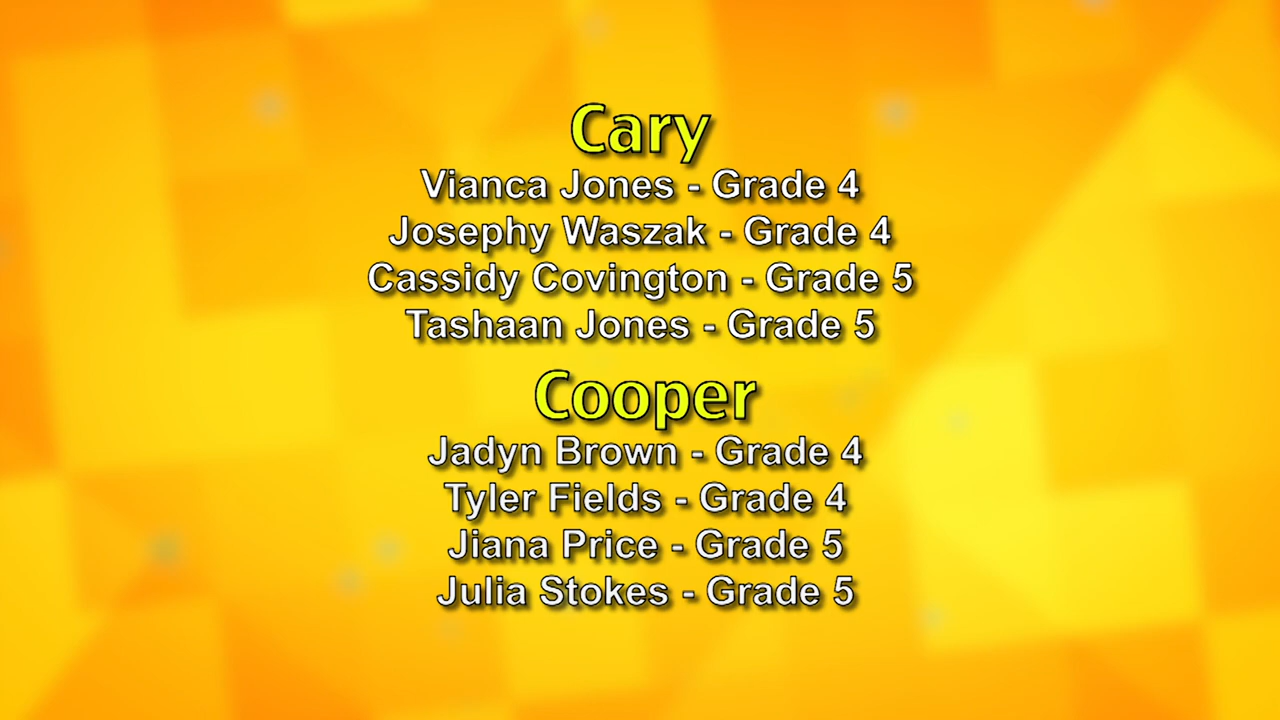 Cary
Vianca Jones - Grade 4
Josephy Waszak - Grade 4
Cassidy Covington - Grade 5
Tashaan Jones - Grade 5
Cooper
Jadyn Brown - Grade 4
Tyler Fields - Grade 4
Jiana Price - Grade 5
Julia Stokes - Grade 5